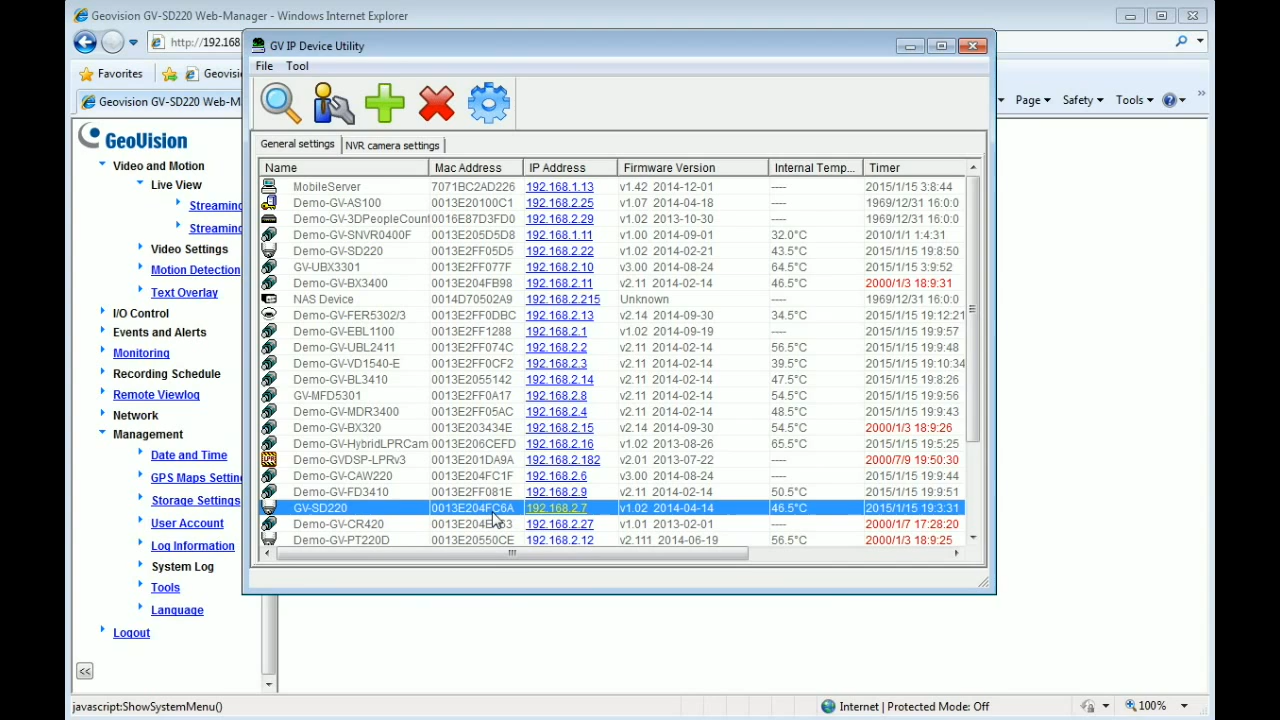 Geovision GV-SD220 Web-Manager - Windows Internet Explorer
http://192.168
Favorites
Geovisi
Geovision GV-SD220 Web-M
Page
Safety
Tools
GeoVision
Video and Motion
Live View
Streaming
Streaming
Video Settings
Motion Detection
Text Overlay
I/O Control
Events and Alerts
Monitoring
Recording Schedule
Remote Viewlog
Network
Management
Date and Time
GPS Maps Settin
Storage Settings
User Account
Log Information
System Log
Tools
Language
Logout
<<
GV IP Device Utility
File Tool
General settings NVR camera settings
Name Mac Address IP Address Firmware Version Internal Temp... Timer
MobileServer 7071BC2AD226 192.168.1.13 v1.42 2014-12-01 ---- 2015/1/15 3:8:44
Demo-GV-AS100 0013E20100C1 192.168.2.25 v1.07 2014-04-18 ---- 1969/12/31 16:0:0
Demo-GV-3DPeopleCount 0016E87D3FD0 192.168.2.29 v1.02 2013-10-30 ---- 1969/12/31 16:0:0
Demo-GV-SNVR0400F 0013E205D5D8 192.168.1.11 v1.00 2014-09-01 32.0°C 2010/1/1 1:4:31
Demo-GV-SD220 0013E2FF05D5 192.168.2.22 v1.02 2014-02-21 43.5°C 2015/1/15 19:8:50
GV-UBX3301 0013E2FF077F 192.168.2.10 v3.00 2014-08-24 64.5°C 2015/1/15 3:9:52
Demo-GV-BX3400 0013E204FB98 192.168.2.11 v2.11 2014-02-14 46.5°C 2000/1/3 18:9:31
NAS Device 0014D70502A9 192.168.2.215 Unknown ---- 1969/12/31 16:0:0
Demo-GV-FER5302/3 0013E2FF0DBC 192.168.2.13 v2.14 2014-09-30 34.5°C 2015/1/15 19:12:21
Demo-GV-EBL1100 0013E2FF1288 192.168.2.1 v1.02 2014-09-19 ---- 2015/1/15 19:9:57
Demo-GV-UBL2411 0013E2FF074C 192.168.2.2 v2.11 2014-02-14 56.5°C 2015/1/15 19:9:48
Demo-GV-VD1540-E 0013E2FF0CF2 192.168.2.3 v2.11 2014-02-14 39.5°C 2015/1/15 19:10:34
Demo-GV-BL3410 0013E2055142 192.168.2.14 v2.11 2014-02-14 47.5°C 2015/1/15 19:8:26
GV-MFD5301 0013E2FF0A17 192.168.2.8 v2.11 2014-02-14 54.5°C 2015/1/15 19:9:56
Demo-GV-MDR3400 0013E2FF05AC 192.168.2.4 v2.11 2014-02-14 48.5°C 2015/1/15 19:9:43
Demo-GV-BX320 0013E203434E 192.168.2.15 v2.14 2014-09-30 54.5°C 2000/1/3 18:9:26
Demo-GV-HybridLPRCam 0013E206CEFD 192.168.2.16 v1.02 2013-08-26 65.5°C 2015/1/15 19:5:25
Demo-GVDSP-LPRv3 0013E201DA9A 192.168.2.182 v2.01 2013-07-22 ---- 2000/7/9 19:50:30
Demo-GV-CAW220 0013E204FC1F 192.168.2.6 v3.00 2014-08-24 ---- 2015/1/15 19:9:44
Demo-GV-FD3410 0013E2FF081E 192.168.2.9 v2.11 2014-02-14 50.5°C 2015/1/15 19:9:51
GV-SD220 0013E204FC6A 192.168.2.7 v1.02 2014-04-14 46.5°C 2015/1/15 19:3:31
Demo-GV-CR420 192.168.2.27 v1.01 2013-02-01 ---- 2000/1/7 17:28:20
Demo-GV-PT220D 0013E20550CE 192.168.2.12 v2.111 2014-06-19 56.5°C 2000/1/3 18:9:25
javascript:ShowSystemMenu()
Internet | Protected Mode: Off
100%